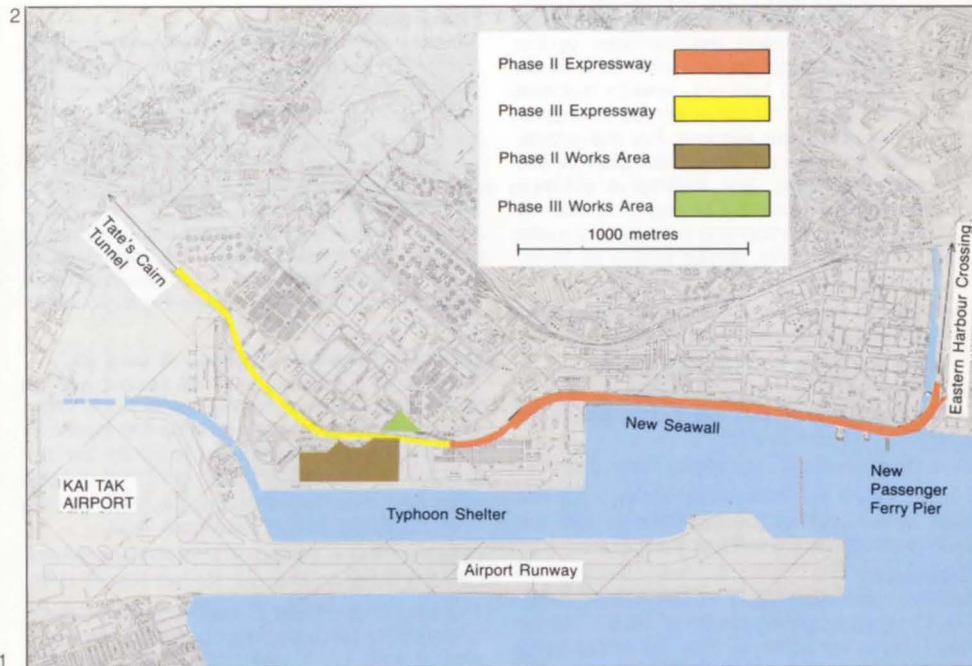 2
Phase II Expressway
Phase III Expressway
Phase II Works Area
Phase III Works Area
1000 metres
Tate's Cairn
Tunnel
Eastern Harbour Crossing
New Seawall
KAI TAK
AIRPORT
Typhoon Shelter
New
Passenger
Ferry Pier
Airport Runway
1